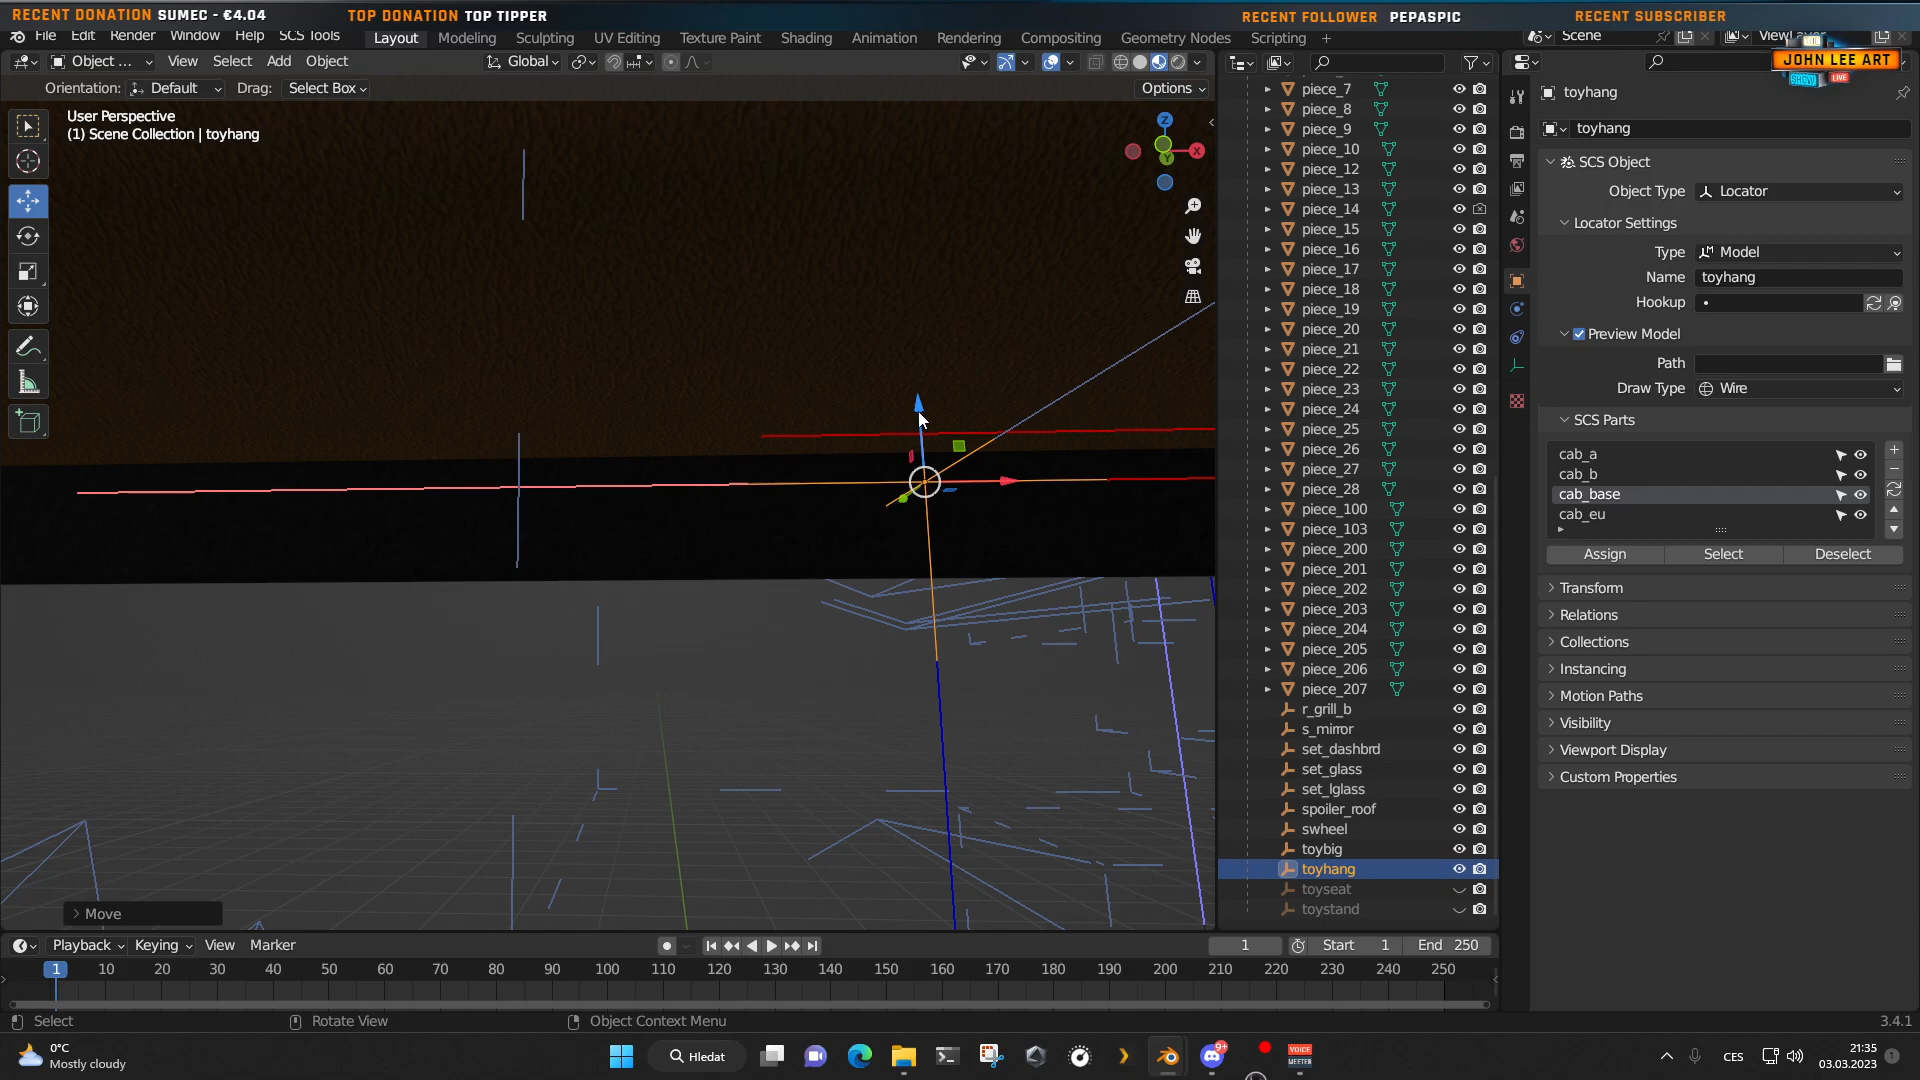 RECENT DONATION SUMEC - €4.04
TOP DONATION TOP TIPPER
RECENT FOLLOWER PEPASPIC
RECENT SUBSCRIBER
File Edit Render Window Help SCS Tools
Layout Modeling Sculpting UV Editing Texture Paint Shading Animation Rendering Compositing Geometry Nodes Scripting +
Scene
ViewLayer
JOHN LEE ART
SHOW LIVE
Object ... View Select Add Object
Global
Orientation: Default Drag: Select Box
Options
User Perspective
(1) Scene Collection | toyhang
Z
X
Y
Move
piece_7
piece_8
piece_9
piece_10
piece_12
piece_13
piece_14
piece_15
piece_16
piece_17
piece_18
piece_19
piece_20
piece_21
piece_22
piece_23
piece_24
piece_25
piece_26
piece_27
piece_28
piece_100
piece_103
piece_200
piece_201
piece_202
piece_203
piece_204
piece_205
piece_206
piece_207
r_grill_b
s_mirror
set_dashbrd
set_glass
set_lglass
spoiler_roof
swheel
toybig
toyhang
toyseat
toystand
toyhang
toyhang
SCS Object
Object Type Locator
Locator Settings
Type Model
Name toyhang
Hookup
Preview Model
Path
Draw Type Wire
SCS Parts
cab_a
cab_b
cab_base
cab_eu
Assign Select Deselect
Transform
Relations
Collections
Instancing
Motion Paths
Visibility
Viewport Display
Custom Properties
Playback Keying View Marker
1 Start 1 End 250
1 10 20 30 40 50 60 70 80 90 100 110 120 130 140 150 160 170 180 190 200 210 220 230 240 250
Select Rotate View Object Context Menu
3.4.1
0°C
Mostly cloudy
Hledat
9+
VOICE
MEETER
CES
21:35
03.03.2023
1